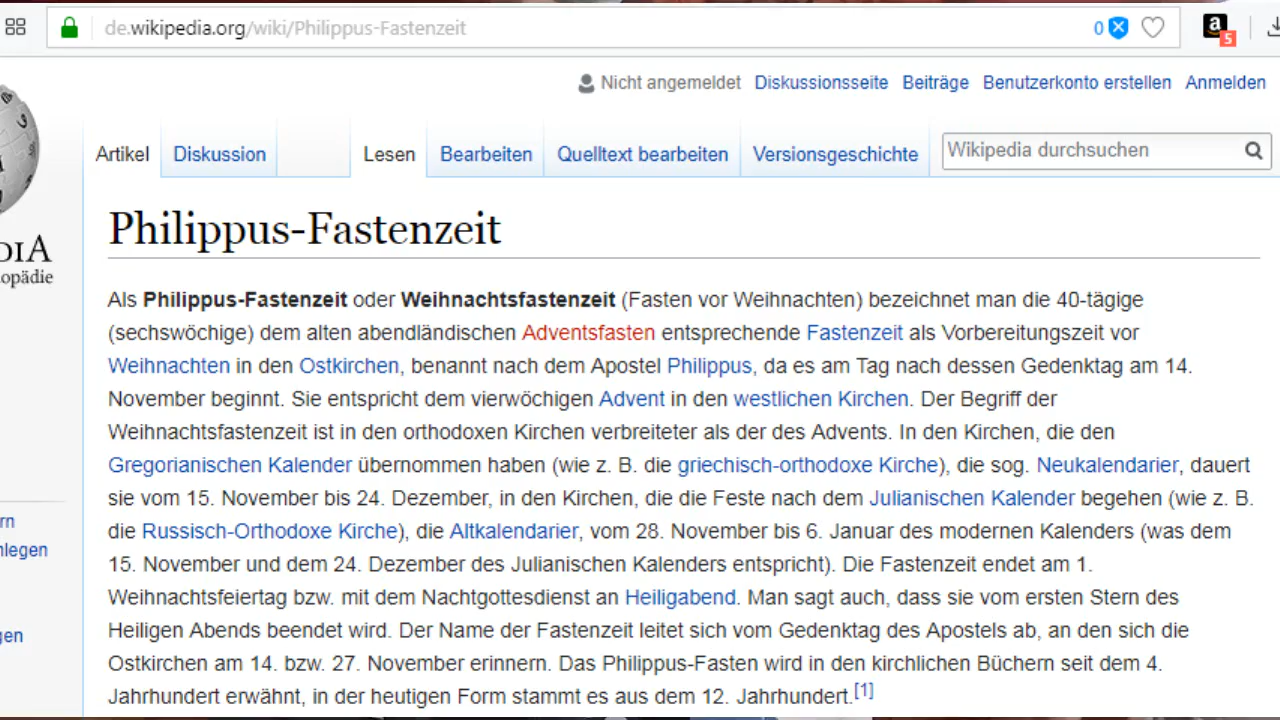 de.wikipedia.org/wiki/Philippus-Fastenzeit 0 a 5
Nicht angemeldet Diskussionsseite Beiträge Benutzerkonto erstellen Anmelden
Artikel Diskussion Lesen Bearbeiten Quelltext bearbeiten Versionsgeschichte Wikipedia durchsuchen
DIA
opädie
Philippus-Fastenzeit
Als Philippus-Fastenzeit oder Weihnachtsfastenzeit (Fasten vor Weihnachten) bezeichnet man die 40-tägige
(sechswöchige) dem alten abendländischen Adventsfasten entsprechende Fastenzeit als Vorbereitungszeit vor
Weihnachten in den Ostkirchen, benannt nach dem Apostel Philippus, da es am Tag nach dessen Gedenktag am 14.
November beginnt. Sie entspricht dem vierwöchigen Advent in den westlichen Kirchen. Der Begriff der
Weihnachtsfastenzeit ist in den orthodoxen Kirchen verbreiteter als der des Advents. In den Kirchen, die den
Gregorianischen Kalender übernommen haben (wie z. B. die griechisch-orthodoxe Kirche), die sog. Neukalendarier, dauert
sie vom 15. November bis 24. Dezember, in den Kirchen, die die Feste nach dem Julianischen Kalender begehen (wie z. B.
die Russisch-Orthodoxe Kirche), die Altkalendarier, vom 28. November bis 6. Januar des modernen Kalenders (was dem
15. November und dem 24. Dezember des Julianischen Kalenders entspricht). Die Fastenzeit endet am 1.
Weihnachtsfeiertag bzw. mit dem Nachtgottesdienst an Heiligabend. Man sagt auch, dass sie vom ersten Stern des
Heiligen Abends beendet wird. Der Name der Fastenzeit leitet sich vom Gedenktag des Apostels ab, an den sich die
Ostkirchen am 14. bzw. 27. November erinnern. Das Philippus-Fasten wird in den kirchlichen Büchern seit dem 4.
Jahrhundert erwähnt, in der heutigen Form stammt es aus dem 12. Jahrhundert.[1]
rn
nlegen
gen